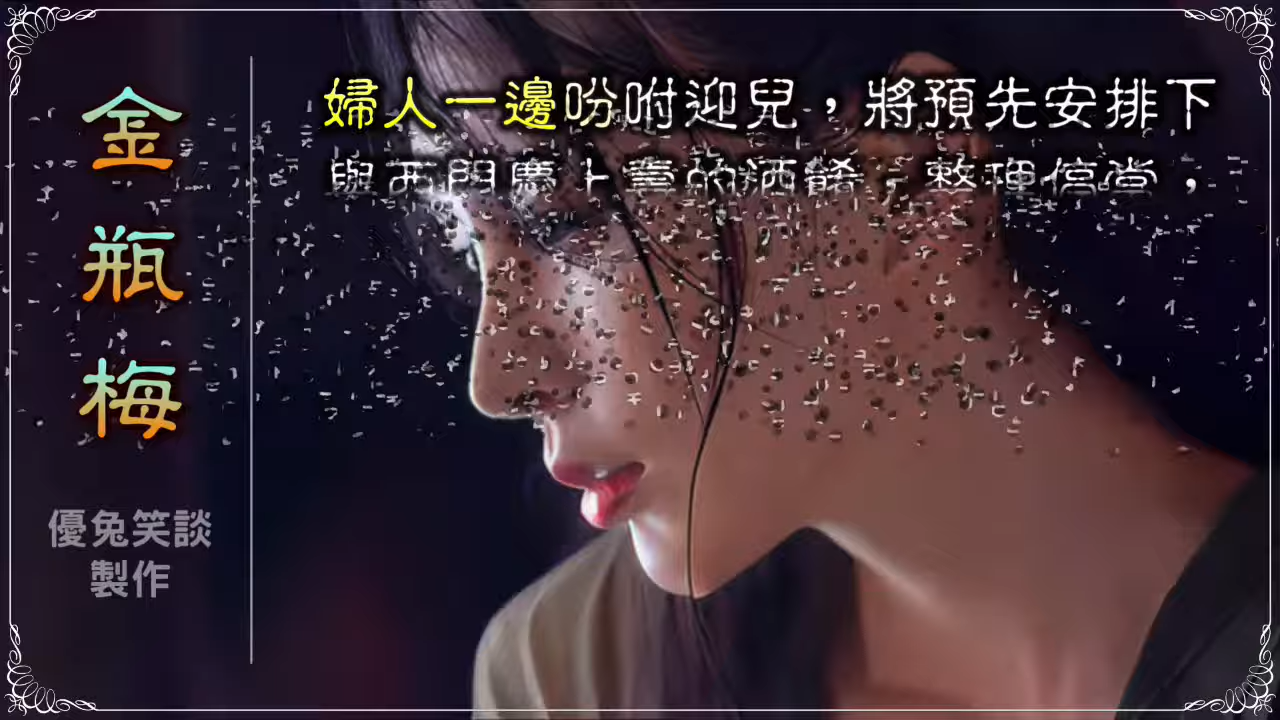 金瓶梅
優兔笑談
製作
婦人一邊吩咐迎兒，將預先安排下
與西門慶上壽的酒餚，整理停當，